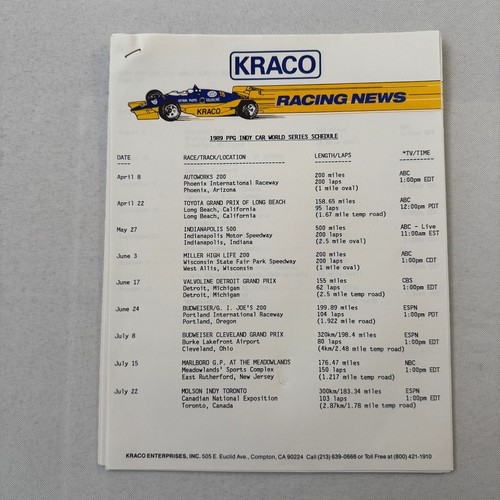 KRACO
RACING NEWS
1989 PPG INDY CAR WORLD SERIES SCHEDULE
DATE RACE/TRACK/LOCATION LENGTH/LAPS *TV/TIME
April 8 AUTOWORKS 200 200 miles ABC
Phoenix International Raceway 200 laps 1:00pm EDT
Phoenix, Arizona (1 mile oval)
April 22 TOYOTA GRAND PRIX OF LONG BEACH 158.65 miles ABC
Long Beach, California 95 laps 12:00pm PDT
Long Beach, California (1.67 mile temp road)
May 27 INDIANAPOLIS 500 500 miles ABC - Live
Indianapolis Motor Speedway 200 laps 11:00am EST
Indianapolis, Indiana (2.5 mile oval)
June 3 MILLER HIGH LIFE 200 200 miles ABC
Wisconsin State Fair Park Speedway 200 laps 1:00pm CDT
West Allis, Wisconsin (1 mile oval)
June 17 VALVOLINE DETROIT GRAND PRIX 155 miles CBS
Detroit, Michigan 62 laps 1:00pm EDT
Detroit, Michigan (2.5 mile temp road)
June 24 BUDWEISER/G. I. JOE'S 200 199.89 miles ESPN
Portland International Raceway 104 laps 1:00pm PDT
Portland, Oregon (1.922 mile road)
July 8 BUDWEISER CLEVELAND GRAND PRIX 320km/198.4 miles ESPN
Burke Lakefront Airport 80 laps 1:00pm EDT
Cleveland, Ohio (4km/2.48 mile temp road)
July 15 MARLBORO G.P. AT THE MEADOWLANDS 176.47 miles NBC
Meadowlands' Sports Complex 150 laps 1:00pm EDT
East Rutherford, New Jersey (1.217 mile temp road)
July 22 MOLSON INDY TORONTO 300km/183.34 miles ESPN
Canadian National Exposition 103 laps 1:00pm EDT
Toronto, Canada (2.87km/1.78 mile temp road)
KRACO ENTERPRISES, INC. 505 E. Euclid Ave., Compton, CA 90224 Call (213) 639-0666 or Toll Free at (800) 421-1910